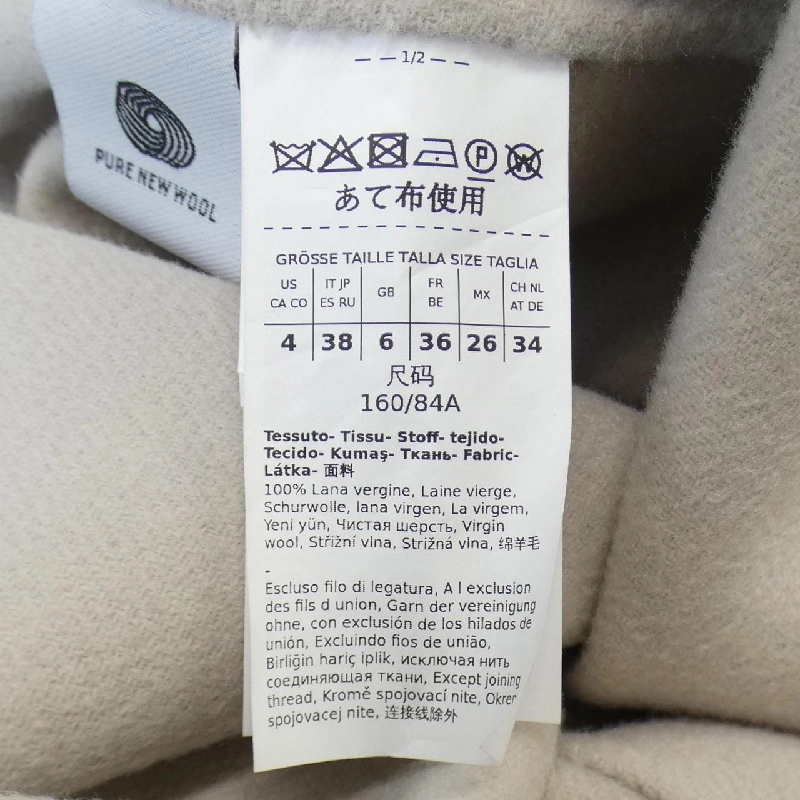 PURE NEW WOOL
1/2
P
W
あて布使用
GRÖSSE TAILLE TALLA SIZE TAGLIA
US IT JP GB FR MX CH NL
CA CO ES RU BE AT DE
4 38 6 36 26 34
尺码
160/84A
Tessuto- Tissu- Stoff- tejido-
Tecido- Kumaş- Ткань- Fabric-
Látka- 面料
100% Lana vergine, Laine vierge,
Schurwolle, lana virgen, La virgem,
Yeni yün, Чистая шерсть, Virgin
wool, Střižní vlna, Strižná vlna, 绵羊毛
-
Escluso filo di legatura, A l exclusion
des fils d union, Garn der vereinigung
ohne, con exclusión de los hilados de
unión, Excluindo fios de união,
Birliğin hariç iplik, исключая нить
соединяющая ткани, Except joining
thread, Kromě spojovací nite, Okrem
spojovacej nite, 连接线除外